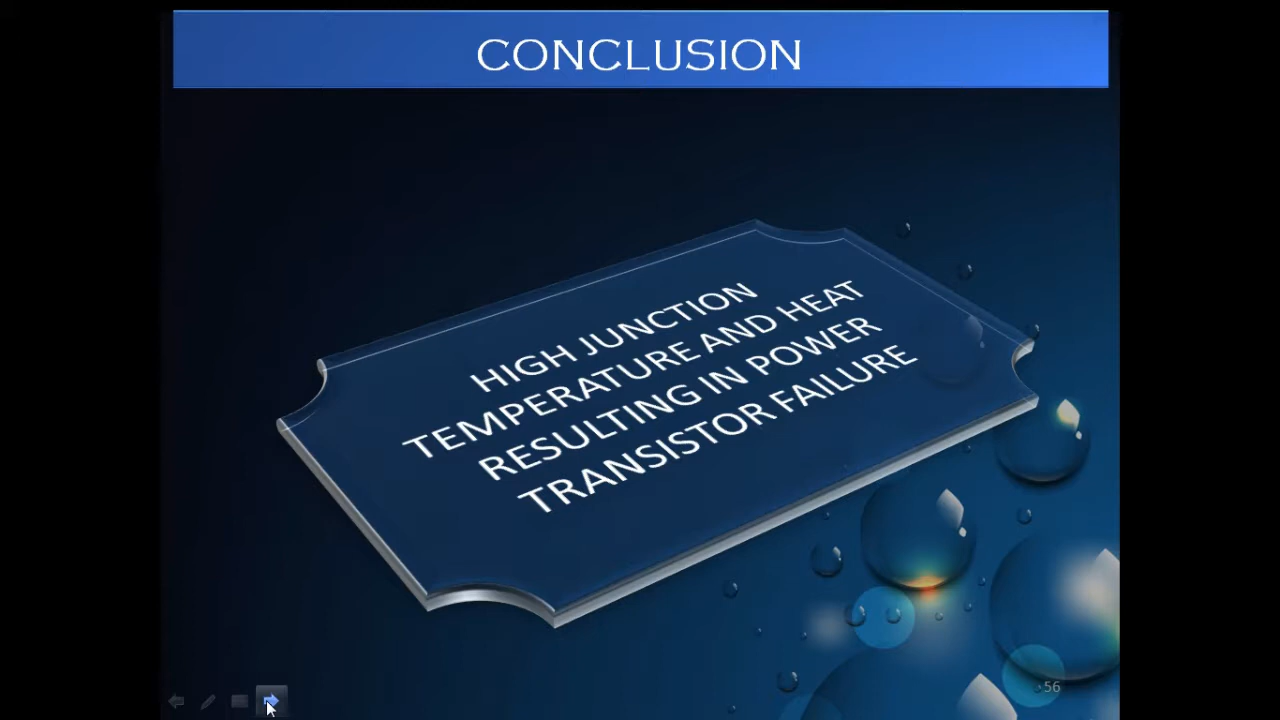 CONCLUSION
HIGH JUNCTION
TEMPERATURE AND HEAT
RESULTING IN POWER
TRANSISTOR FAILURE
56